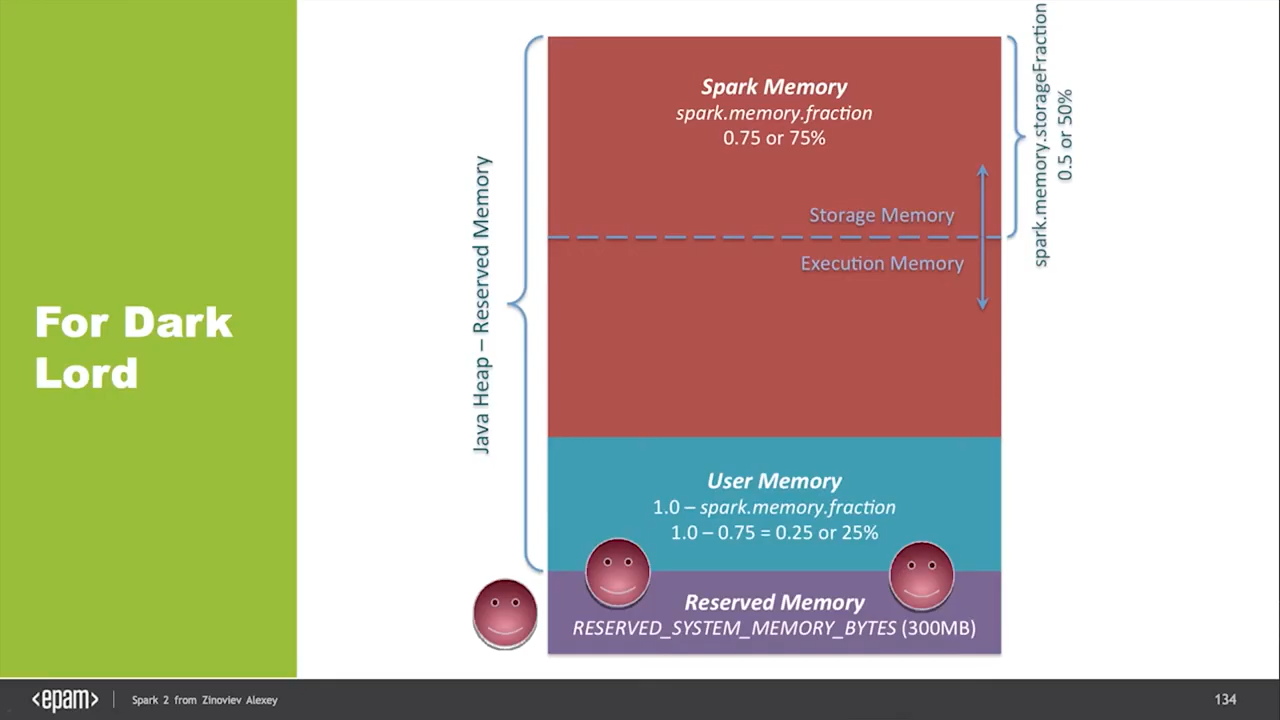 For Dark
Lord
Java Heap – Reserved Memory
Spark Memory
spark.memory.fraction
0.75 or 75%
Storage Memory
Execution Memory
spark.memory.storageFraction
0.5 or 50%
User Memory
1.0 – spark.memory.fraction
1.0 – 0.75 = 0.25 or 25%
Reserved Memory
RESERVED_SYSTEM_MEMORY_BYTES (300MB)
<epam>
Spark 2 from Zinoviev Alexey
134